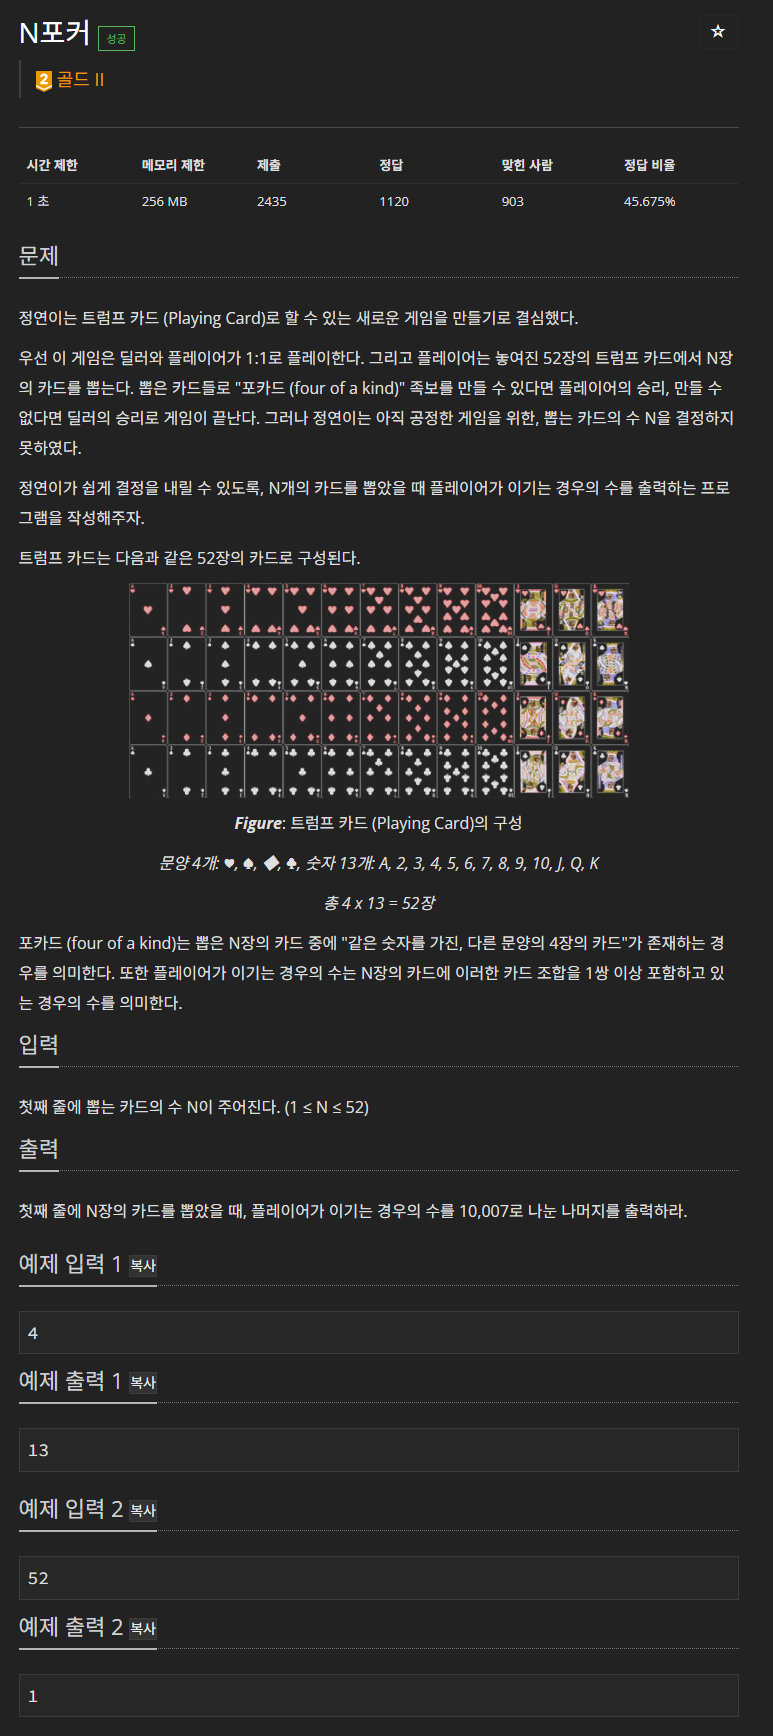 N포커 성공 ☆
2 골드 II
시간 제한 메모리 제한 제출 정답 맞힌 사람 정답 비율
1 초 256 MB 2435 1120 903 45.675%
문제
정연이는 트럼프 카드 (Playing Card)로 할 수 있는 새로운 게임을 만들기로 결심했다.
우선 이 게임은 딜러와 플레이어가 1:1로 플레이한다. 그리고 플레이어는 놓여진 52장의 트럼프 카드에서 N장
의 카드를 뽑는다. 뽑은 카드들로 "포카드 (four of a kind)" 족보를 만들 수 있다면 플레이어의 승리, 만들 수
없다면 딜러의 승리로 게임이 끝난다. 그러나 정연이는 아직 공정한 게임을 위한, 뽑는 카드의 수 N을 결정하지
못하였다.
정연이가 쉽게 결정을 내릴 수 있도록, N개의 카드를 뽑았을 때 플레이어가 이기는 경우의 수를 출력하는 프로
그램을 작성해주자.
트럼프 카드는 다음과 같은 52장의 카드로 구성된다.
Figure: 트럼프 카드 (Playing Card)의 구성
문양 4개: ♥, ♠, ◆, ♣, 숫자 13개: A, 2, 3, 4, 5, 6, 7, 8, 9, 10, J, Q, K
총 4 x 13 = 52장
포카드 (four of a kind)는 뽑은 N장의 카드 중에 "같은 숫자를 가진, 다른 문양의 4장의 카드"가 존재하는 경
우를 의미한다. 또한 플레이어가 이기는 경우의 수는 N장의 카드에 이러한 카드 조합을 1쌍 이상 포함하고 있
는 경우의 수를 의미한다.
입력
첫째 줄에 뽑는 카드의 수 N이 주어진다. (1 ≤ N ≤ 52)
출력
첫째 줄에 N장의 카드를 뽑았을 때, 플레이어가 이기는 경우의 수를 10,007로 나눈 나머지를 출력하라.
예제 입력 1 복사
4
예제 출력 1 복사
13
예제 입력 2 복사
52
예제 출력 2 복사
1